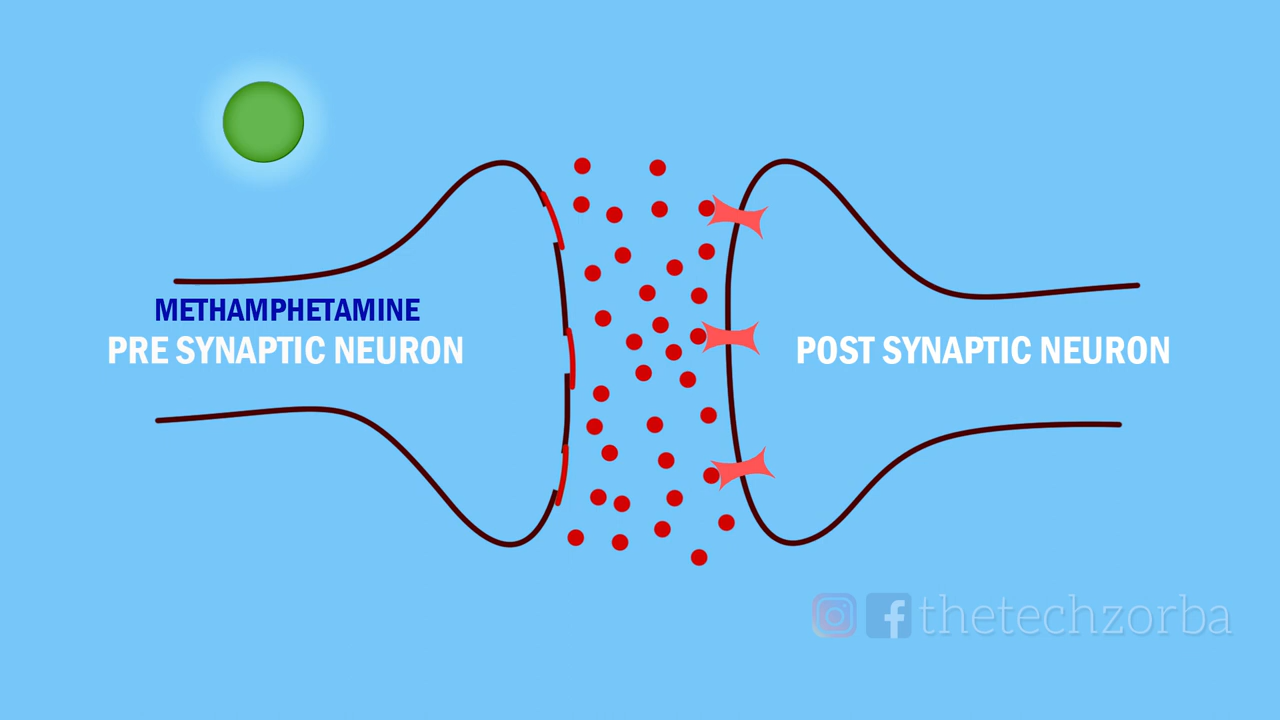 METHAMPHETAMINE
PRE SYNAPTIC NEURON
POST SYNAPTIC NEURON
thetechzorba